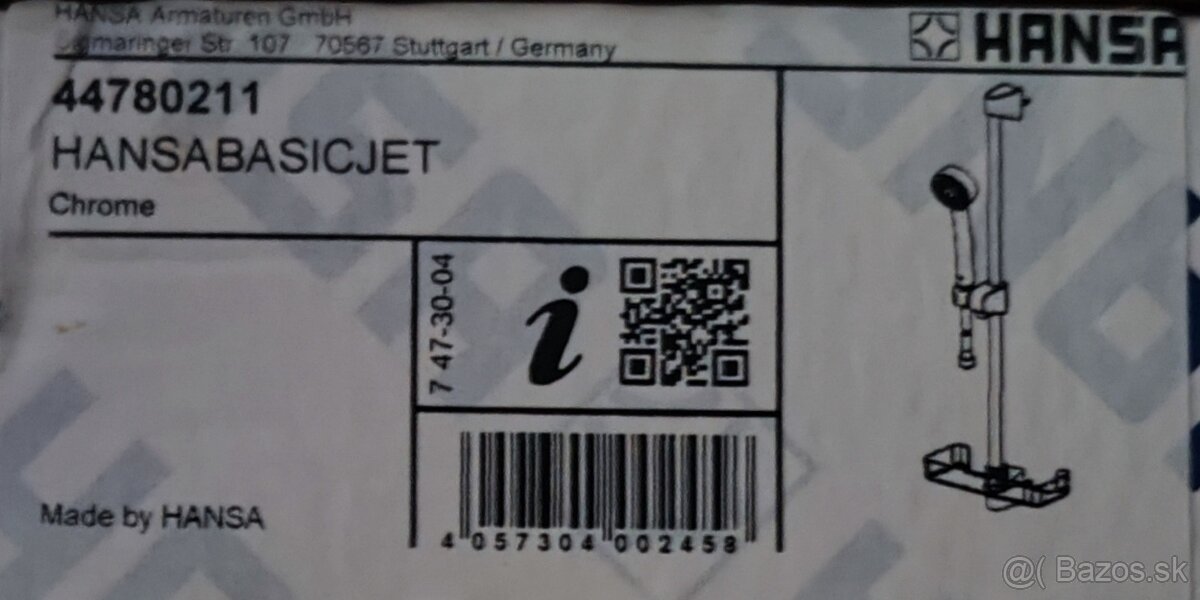 HANSA Armaturen GmbH
Str. 107 70567 Stuttgart / Germany
HANSA
44780211
HANSABASICJET
Chrome
7 47-30-04
i
Made by HANSA
4 057304 002458
@( Bazos.sk